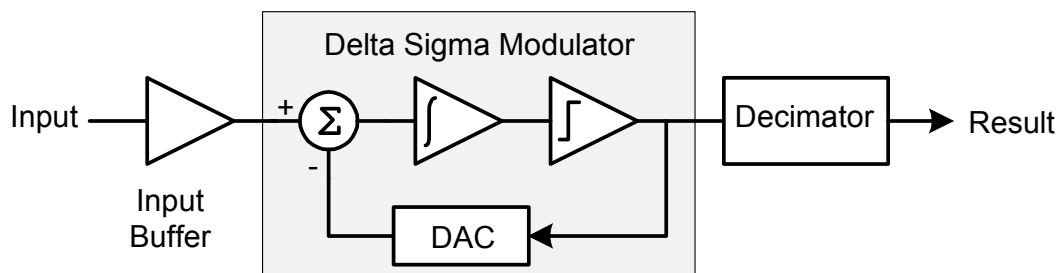 Delta Sigma Modulator
Input
+
Σ
-
∫
Decimator
Result
Input
Buffer
DAC